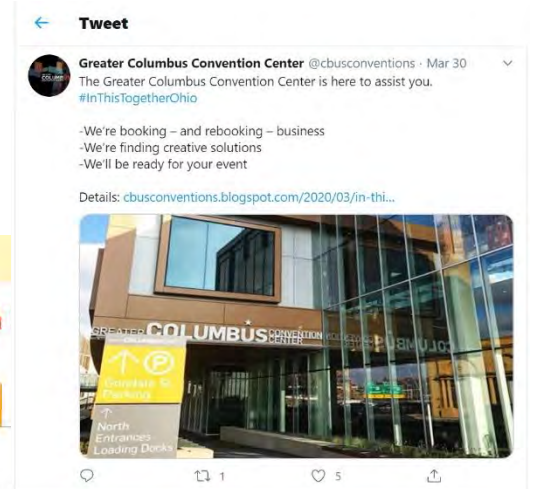 Tweet
Greater Columbus Convention Center @cbusconventions · Mar 30
The Greater Columbus Convention Center is here to assist you.
#InThisTogetherOhio
-We're booking – and rebooking – business
-We're finding creative solutions
-We'll be ready for your event
Details: cbusconventions.blogspot.com/2020/03/in-thi...
GREATER COLUMBUS CONVENTION CENTER
P
Parking
North
Entrances
Loading Docks
1
5